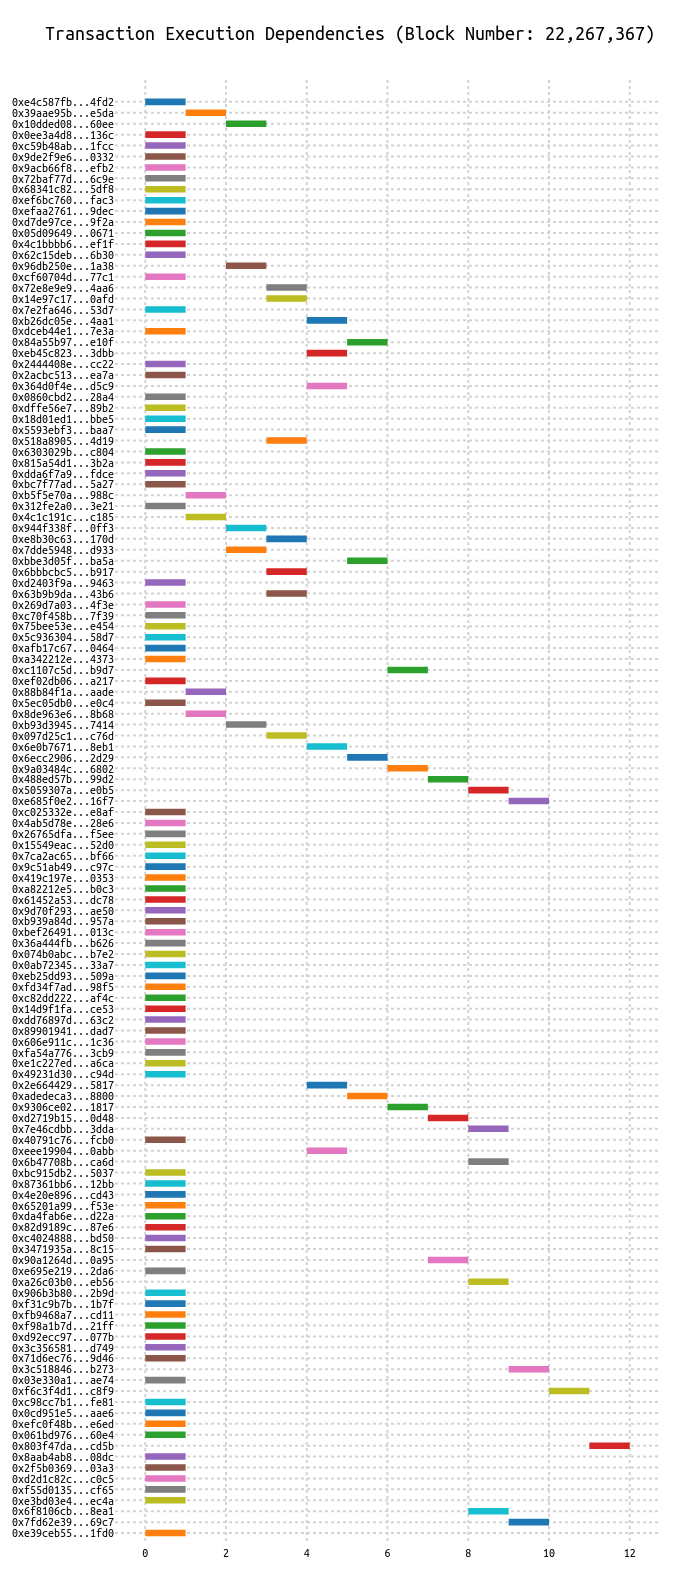 Transaction Execution Dependencies (Block Number: 22,267,367)
0xe4c587fb...4fd2
0x39aae95b...e5da
0x10dded08...60ee
0x0ee3a4d8...136c
0xc59b48ab...1fcc
0x9de2f9e6...0332
0x9acb66f8...efb2
0x72baf77d...6c9e
0x68341c82...5df8
0xef6bc760...fac3
0xefaa2761...9dec
0xd7de97ce...9f2a
0x05d09649...0671
0x4c1bbbb6...ef1f
0x62c15deb...6b30
0x96db250e...1a38
0xcf60704d...77c1
0x72e8e9e9...4aa6
0x14e97c17...0afd
0x7e2fa646...53d7
0xb26dc05e...4aa1
0xdceb44e1...7e3a
0x84a55b97...e10f
0xeb45c823...3dbb
0x2444408e...cc22
0x2acbc513...ea7a
0x364d0f4e...d5c9
0x0860cbd2...28a4
0xdffe56e7...89b2
0x18d01ed1...bbe5
0x5593ebf3...baa7
0x518a8905...4d19
0x6303029b...c804
0x815a54d1...3b2a
0xdda6f7a9...fdce
0xbc7f77ad...5a27
0xb5f5e70a...988c
0x312fe2a0...3e21
0x4c1c191c...c185
0x944f338f...0ff3
0xe8b30c63...170d
0x7dde5948...d933
0xbbe3d05f...ba5a
0x6bbbcbc5...b917
0xd2403f9a...9463
0x63b9b9da...43b6
0x269d7a03...4f3e
0xc70f458b...7f39
0x75bee53e...e454
0x5c936304...58d7
0xafb17c67...0464
0xa342212e...4373
0xc1107c5d...b9d7
0xef02db06...a217
0x88b84f1a...aade
0x5ec05db0...e0c4
0x8de963e6...8b68
0xb93d3945...7414
0x097d25c1...c76d
0x6e0b7671...8eb1
0x6ecc2906...2d29
0x9a03484c...6802
0x488ed57b...99d2
0x5059307a...e0b5
0xe685f0e2...16f7
0xc025332e...e8af
0x4ab5d78e...28e6
0x26765dfa...f5ee
0x15549eac...52d0
0x7ca2ac65...bf66
0x9c51ab49...c97c
0x419c197e...0353
0xa82212e5...b0c3
0x61452a53...dc78
0x9d70f293...ae50
0xb939a84d...957a
0xbef26491...013c
0x36a444fb...b626
0x074b0abc...b7e2
0x0ab72345...33a7
0xeb25dd93...509a
0xfd34f7ad...98f5
0xc82dd222...af4c
0x14d9f1fa...ce53
0xdd76897d...63c2
0x89901941...dad7
0x606e911c...1c36
0xfa54a776...3cb9
0xe1c227ed...a6ca
0x49231d30...c94d
0x2e664429...5817
0xadedeca3...8800
0x9306ce02...1817
0xd2719b15...0d48
0x7e46cdbb...3dda
0x40791c76...fcb0
0xeee19904...0abb
0x6b47708b...ca6d
0xbc915db2...5037
0x87361bb6...12bb
0x4e20e896...cd43
0x65201a99...f53e
0xda4fab6e...d22a
0x82d9189c...87e6
0xc4024888...bd50
0x3471935a...8c15
0x90a1264d...0a95
0xe695e219...2da6
0xa26c03b0...eb56
0x906b3b80...2b9d
0xf31c9b7b...1b7f
0xfb9468a7...cd11
0xf98a1b7d...21ff
0xd92ecc97...077b
0x3c356581...d749
0x71d6ec76...9d46
0x3c518846...b273
0x03e330a1...ae74
0xf6c3f4d1...c8f9
0xc98cc7b1...fe81
0x0cd951e5...aae6
0xefc0f48b...e6ed
0x061bd976...60e4
0x803f47da...cd5b
0x8aab4ab8...08dc
0x2f5b0369...03a3
0xd2d1c82c...c0c5
0xf55d0135...cf65
0xe3bd03e4...ec4a
0x6f8106cb...8ea1
0x7fd62e39...69c7
0xe39ceb55...1fd0
0 2 4 6 8 10 12